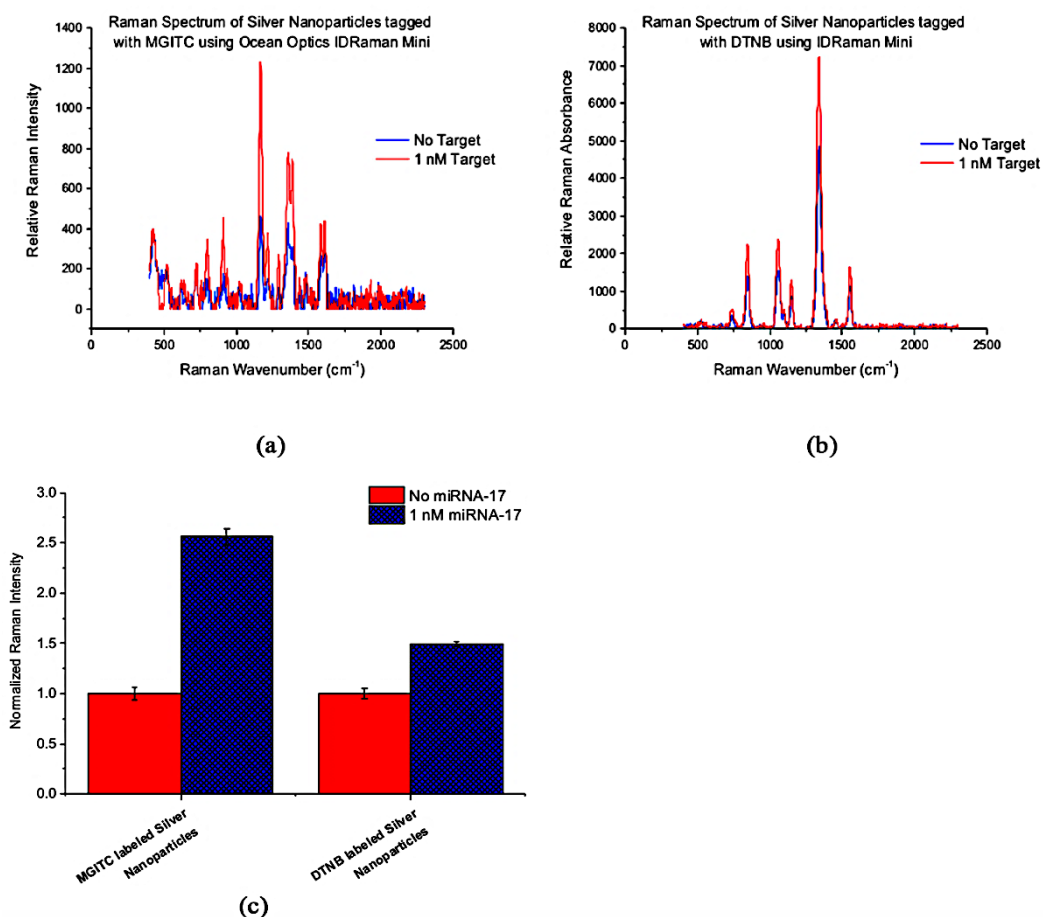 Raman Spectrum of Silver Nanoparticles tagged
with MGITC using Ocean Optics IDRaman Mini
1400
1200
1000
800
600
400
200
0
Relative Raman Intensity
No Target
1 nM Target
0
500
1000
1500
2000
2500
Raman Wavenumber (cm⁻¹)
(a)
Raman Spectrum of Silver Nanoparticles tagged
with DTNB using IDRaman Mini
8000
7000
6000
5000
4000
3000
2000
1000
0
Relative Raman Absorbance
No Target
1 nM Target
0
500
1000
1500
2000
2500
Raman Wavenumber (cm⁻¹)
(b)
3.0
2.5
2.0
1.5
1.0
0.5
0.0
Normalized Raman Intensity
No miRNA-17
1 nM miRNA-17
MGITC labeled Silver
Nanoparticles
DTNB labeled Silver
Nanoparticles
(c)